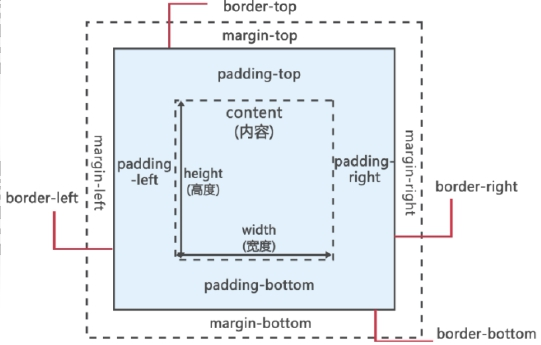 border-top
margin-top
padding-top
content
(内容)
margin-left
padding
-left
height
(高度)
padding-
right
margin-right
border-left
border-right
width
(宽度)
padding-bottom
margin-bottom
border-bottom